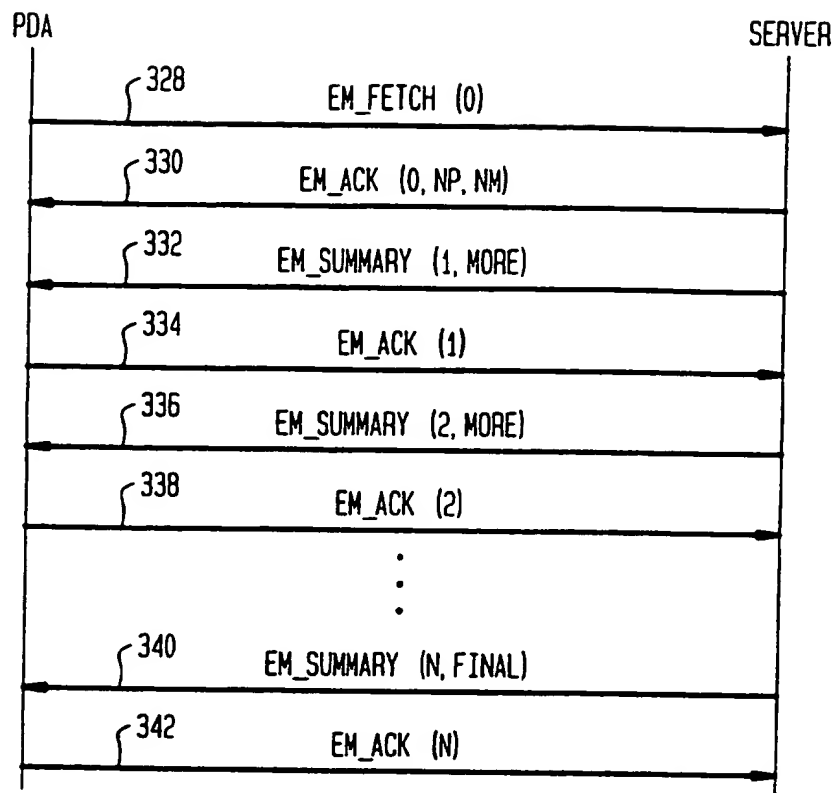 PDA
SERVER
328
EM_FETCH (0)
330
EM_ACK (0, NP, NM)
332
EM_SUMMARY (1, MORE)
334
EM_ACK (1)
336
EM_SUMMARY (2, MORE)
338
EM_ACK (2)
340
EM_SUMMARY (N, FINAL)
342
EM_ACK (N)